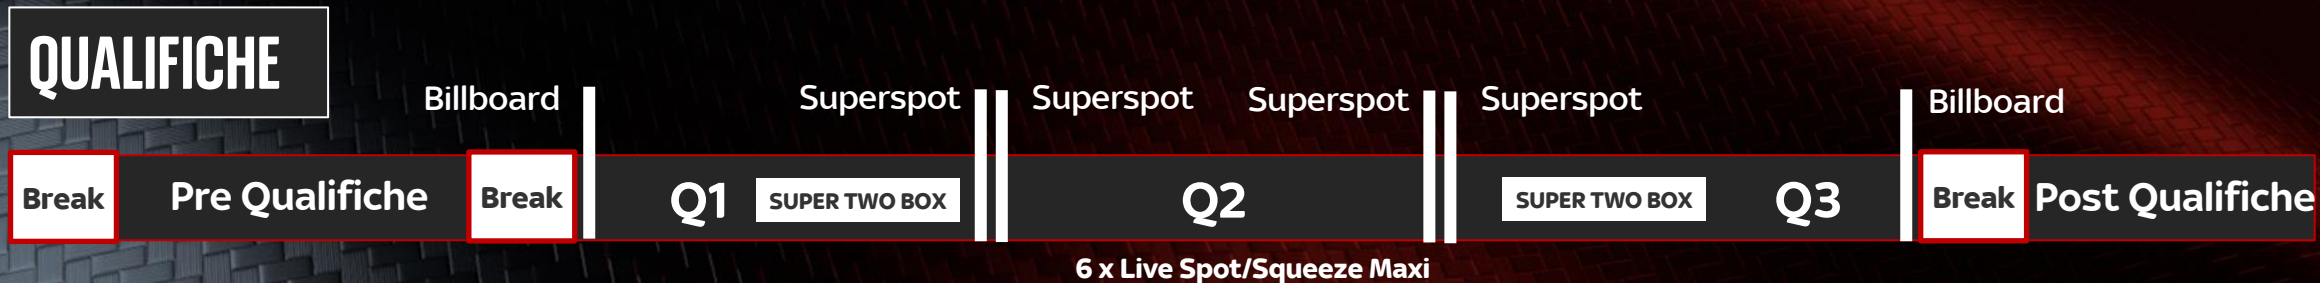 QUALIFICHE
Billboard
Superspot
Superspot
Superspot
Superspot
Billboard
Break
Pre Qualifiche
Break
Q1
SUPER TWO BOX
Q2
SUPER TWO BOX
Q3
Break
Post Qualifiche
6 x Live Spot/Squeeze Maxi